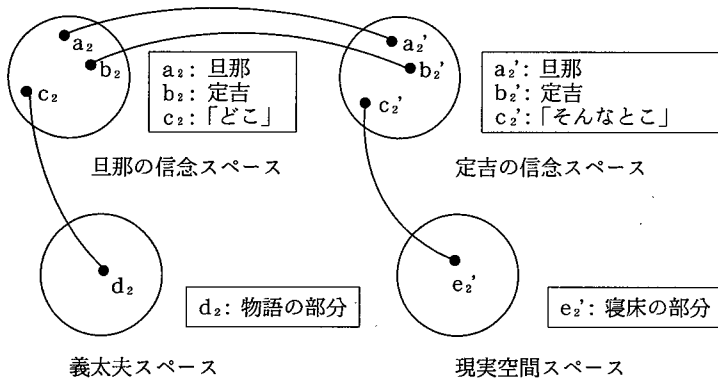 a₂
b₂
c₂
a₂: 旦那
b₂: 定吉
c₂:「どこ」
a₂'
b₂'
c₂'
a₂': 旦那
b₂': 定吉
c₂':「そんなとこ」
旦那の信念スペース
定吉の信念スペース
d₂
d₂: 物語の部分
e₂'
e₂': 寝床の部分
義太夫スペース
現実空間スペース